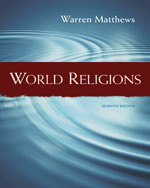 Warren Matthews
WORLD RELIGIONS
SEVENTH EDITION